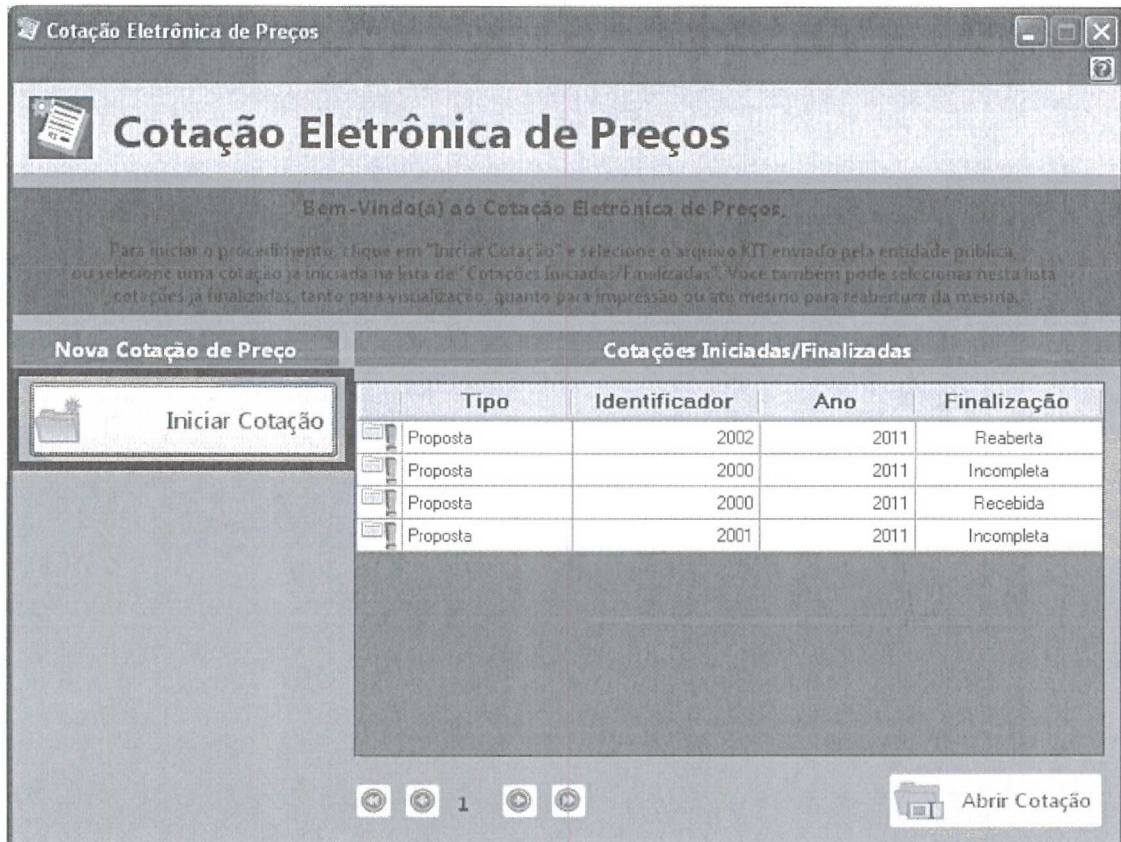 Cotação Eletrônica de Preços
Cotação Eletrônica de Preços
Bem-Vindo(a) ao Cotação Eletrônica de Preços,
Para iniciar o procedimento, clique em "Iniciar Cotação" e selecione o arquivo KIT enviado pela entidade pública,
ou selecione uma cotação já iniciada na lista de "Cotações Iniciadas/Finalizadas". Você também pode selecionar nesta lista
cotações já finalizadas, tanto para visualização, quanto para impressão ou até mesmo para reabertura da mesma.
Nova Cotação de Preço
Cotações Iniciadas/Finalizadas
Iniciar Cotação
Tipo Identificador Ano Finalização
Proposta 2002 2011 Reaberta
Proposta 2000 2011 Incompleta
Proposta 2000 2011 Recebida
Proposta 2001 2011 Incompleta
1
Abrir Cotação